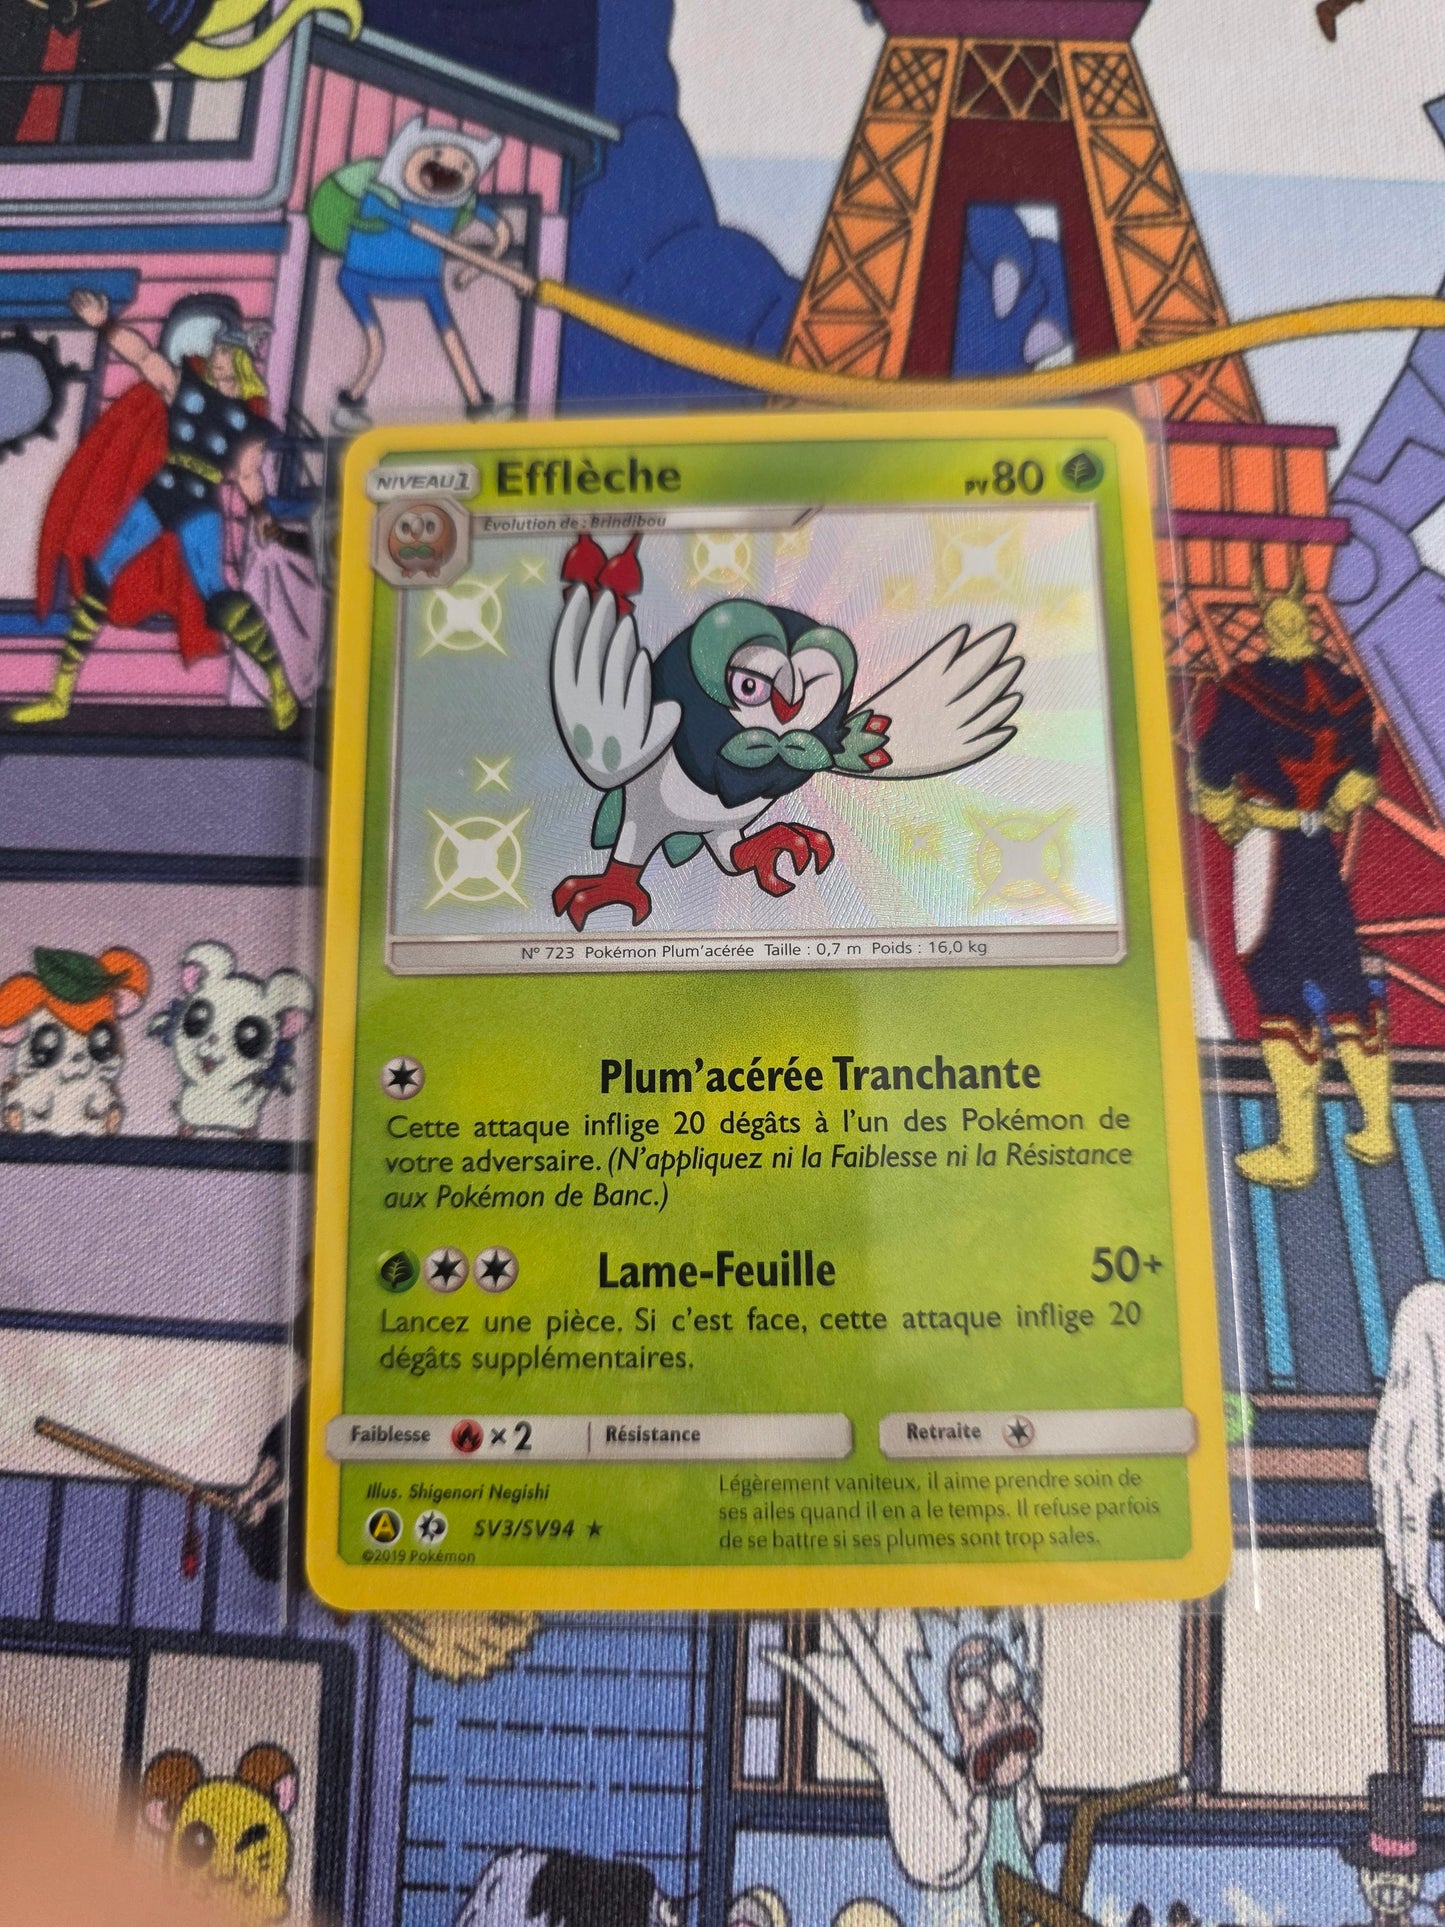 NIVEAU 1 Efflèche PV 80
Évolution de : Brindibou
N° 723 Pokémon Plum'acérée Taille : 0,7 m Poids : 16,0 kg
Plum'acérée Tranchante
Cette attaque inflige 20 dégâts à l'un des Pokémon de
votre adversaire. (N'appliquez ni la Faiblesse ni la Résistance
aux Pokémon de Banc.)
Lame-Feuille 50+
Lancez une pièce. Si c'est face, cette attaque inflige 20
dégâts supplémentaires.
Faiblesse × 2 Résistance Retraite
Illus. Shigenori Negishi
A SV3/SV94 ★
©2019 Pokémon
Légèrement vaniteux, il aime prendre soin de
ses ailes quand il en a le temps. Il refuse parfois
de se battre si ses plumes sont trop sales.